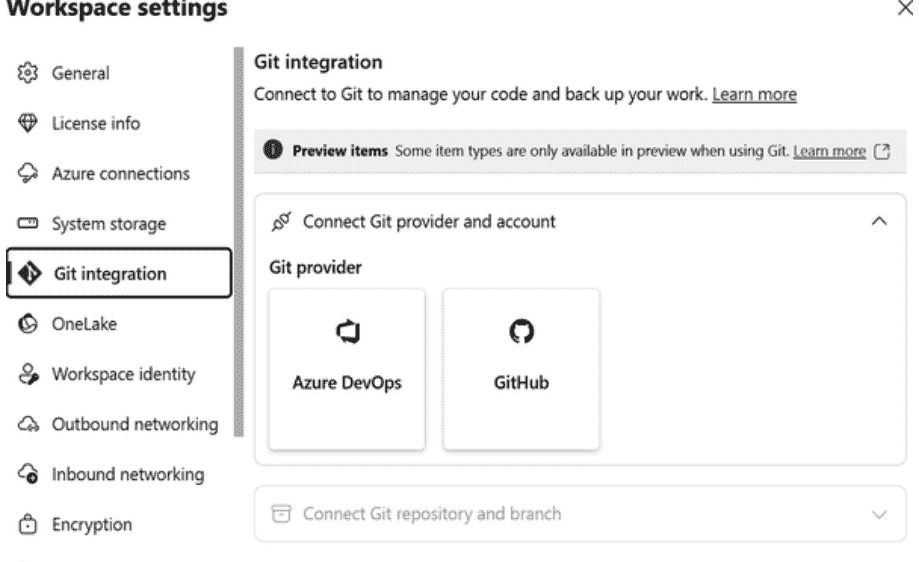 Workspace settings
General
License info
Azure connections
System storage
Git integration
OneLake
Workspace identity
Outbound networking
Inbound networking
Encryption
Git integration
Connect to Git to manage your code and back up your work. Learn more
Preview items Some item types are only available in preview when using Git. Learn more
Connect Git provider and account
Git provider
Azure DevOps
GitHub
Connect Git repository and branch